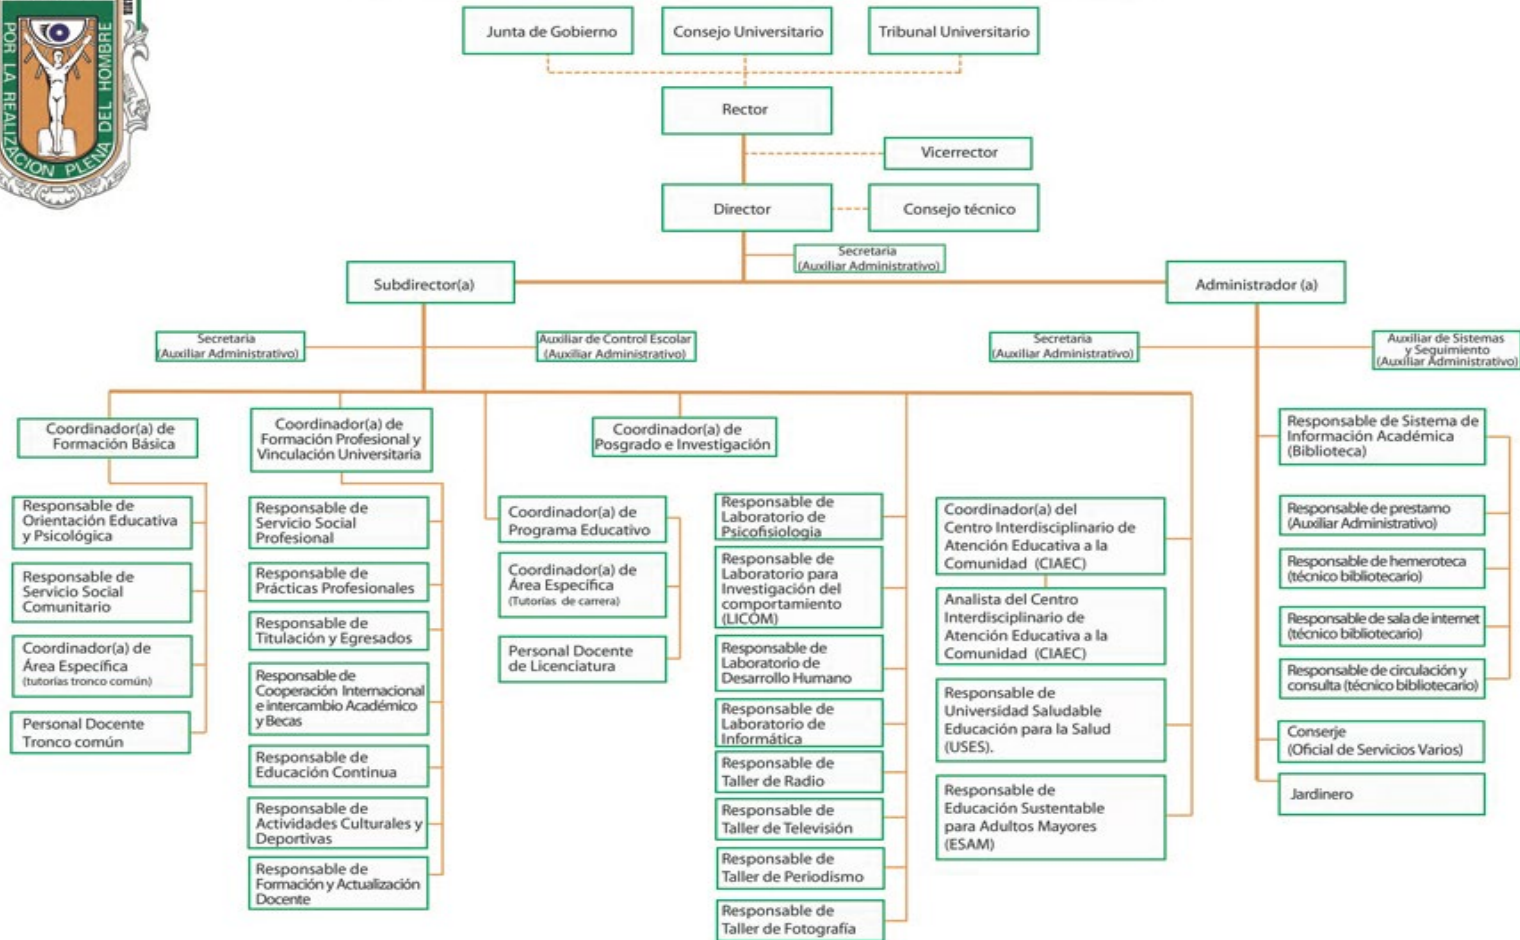 POR LA REALIZACION PLENA DEL HOMBRE
Junta de Gobierno
Consejo Universitario
Tribunal Universitario
Rector
Vicerrector
Director
Consejo técnico
Secretaria
(Auxiliar Administrativo)
Subdirector(a)
Administrador (a)
Secretaria
(Auxiliar Administrativo)
Auxiliar de Control Escolar
(Auxiliar Administrativo)
Secretaria
(Auxiliar Administrativo)
Auxiliar de Sistemas
y Seguimiento
(Auxiliar Administrativo)
Coordinador(a) de
Formación Básica
Responsable de
Orientación Educativa
y Psicológica
Responsable de
Servicio Social
Comunitario
Coordinador(a) de
Área Específica
(tutorías tronco común)
Personal Docente
Tronco común
Coordinador(a) de
Formación Profesional y
Vinculación Universitaria
Responsable de
Servicio Social
Profesional
Responsable de
Prácticas Profesionales
Responsable de
Titulación y Egresados
Responsable de
Cooperación Internacional
e intercambio Académico
y Becas
Responsable de
Educación Continua
Responsable de
Actividades Culturales y
Deportivas
Responsable de
Formación y Actualización
Docente
Coordinador(a) de
Programa Educativo
Coordinador(a) de
Área Específica
(Tutorías de carrera)
Personal Docente
de Licenciatura
Coordinador(a) de
Posgrado e Investigación
Responsable de
Laboratorio de
Psicofisiologia
Responsable de
Laboratorio para
Investigación del
comportamiento
(LICOM)
Responsable de
Laboratorio de
Desarrollo Humano
Responsable de
Laboratorio de
Informática
Responsable de
Taller de Radio
Responsable de
Taller de Televisión
Responsable de
Taller de Periodismo
Responsable de
Taller de Fotografía
Coordinador(a) del
Centro Interdisciplinario de
Atención Educativa a la
Comunidad (CIAEC)
Analista del Centro
Interdisciplinario de
Atención Educativa a la
Comunidad (CIAEC)
Responsable de
Universidad Saludable
Educación para la Salud
(USES).
Responsable de
Educación Sustentable
para Adultos Mayores
(ESAM)
Responsable de Sistema de
Información Académica
(Biblioteca)
Responsable de prestamo
(Auxiliar Administrativo)
Responsable de hemeroteca
(técnico bibliotecario)
Responsable de sala de internet
(técnico bibliotecario)
Responsable de circulación y
consulta (técnico bibliotecario)
Conserje
(Oficial de Servicios Varios)
Jardinero